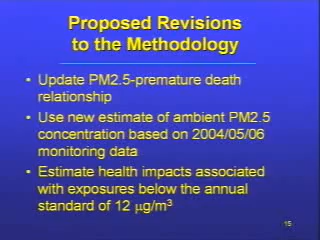 Proposed Revisions
to the Methodology
• Update PM2.5-premature death
relationship
• Use new estimate of ambient PM2.5
concentration based on 2004/05/06
monitoring data
• Estimate health impacts associated
with exposures below the annual
standard of 12 μg/m³
15